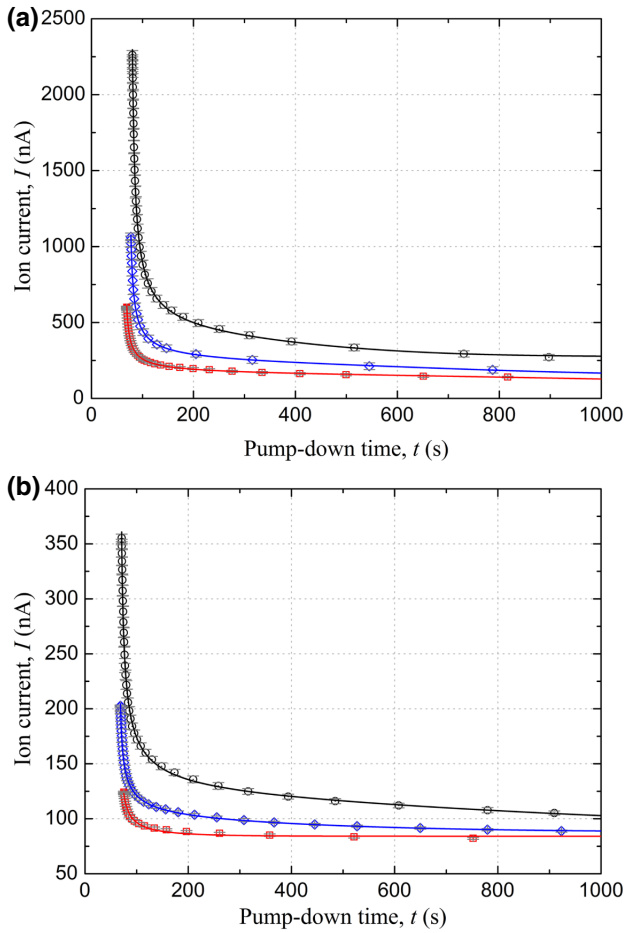 (a)
2500
2000
1500
1000
500
0
0 200 400 600 800 1000
Ion current, I (nA)
Pump-down time, t (s)
(b)
400
350
300
250
200
150
100
50
0 200 400 600 800 1000
Ion current, I (nA)
Pump-down time, t (s)